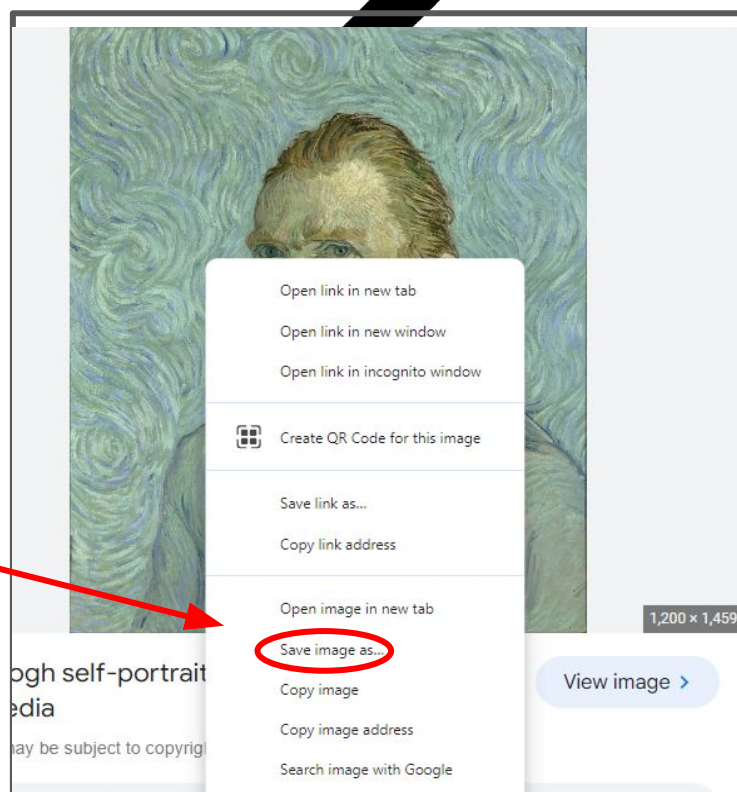 Open link in new tab
Open link in new window
Open link in incognito window
Create QR Code for this image
Save link as...
Copy link address
Open image in new tab
1,200 × 1,459
Save image as...
ogh self-portrait
View image >
Copy image
edia
Copy image address
may be subject to copyrig
Search image with Google